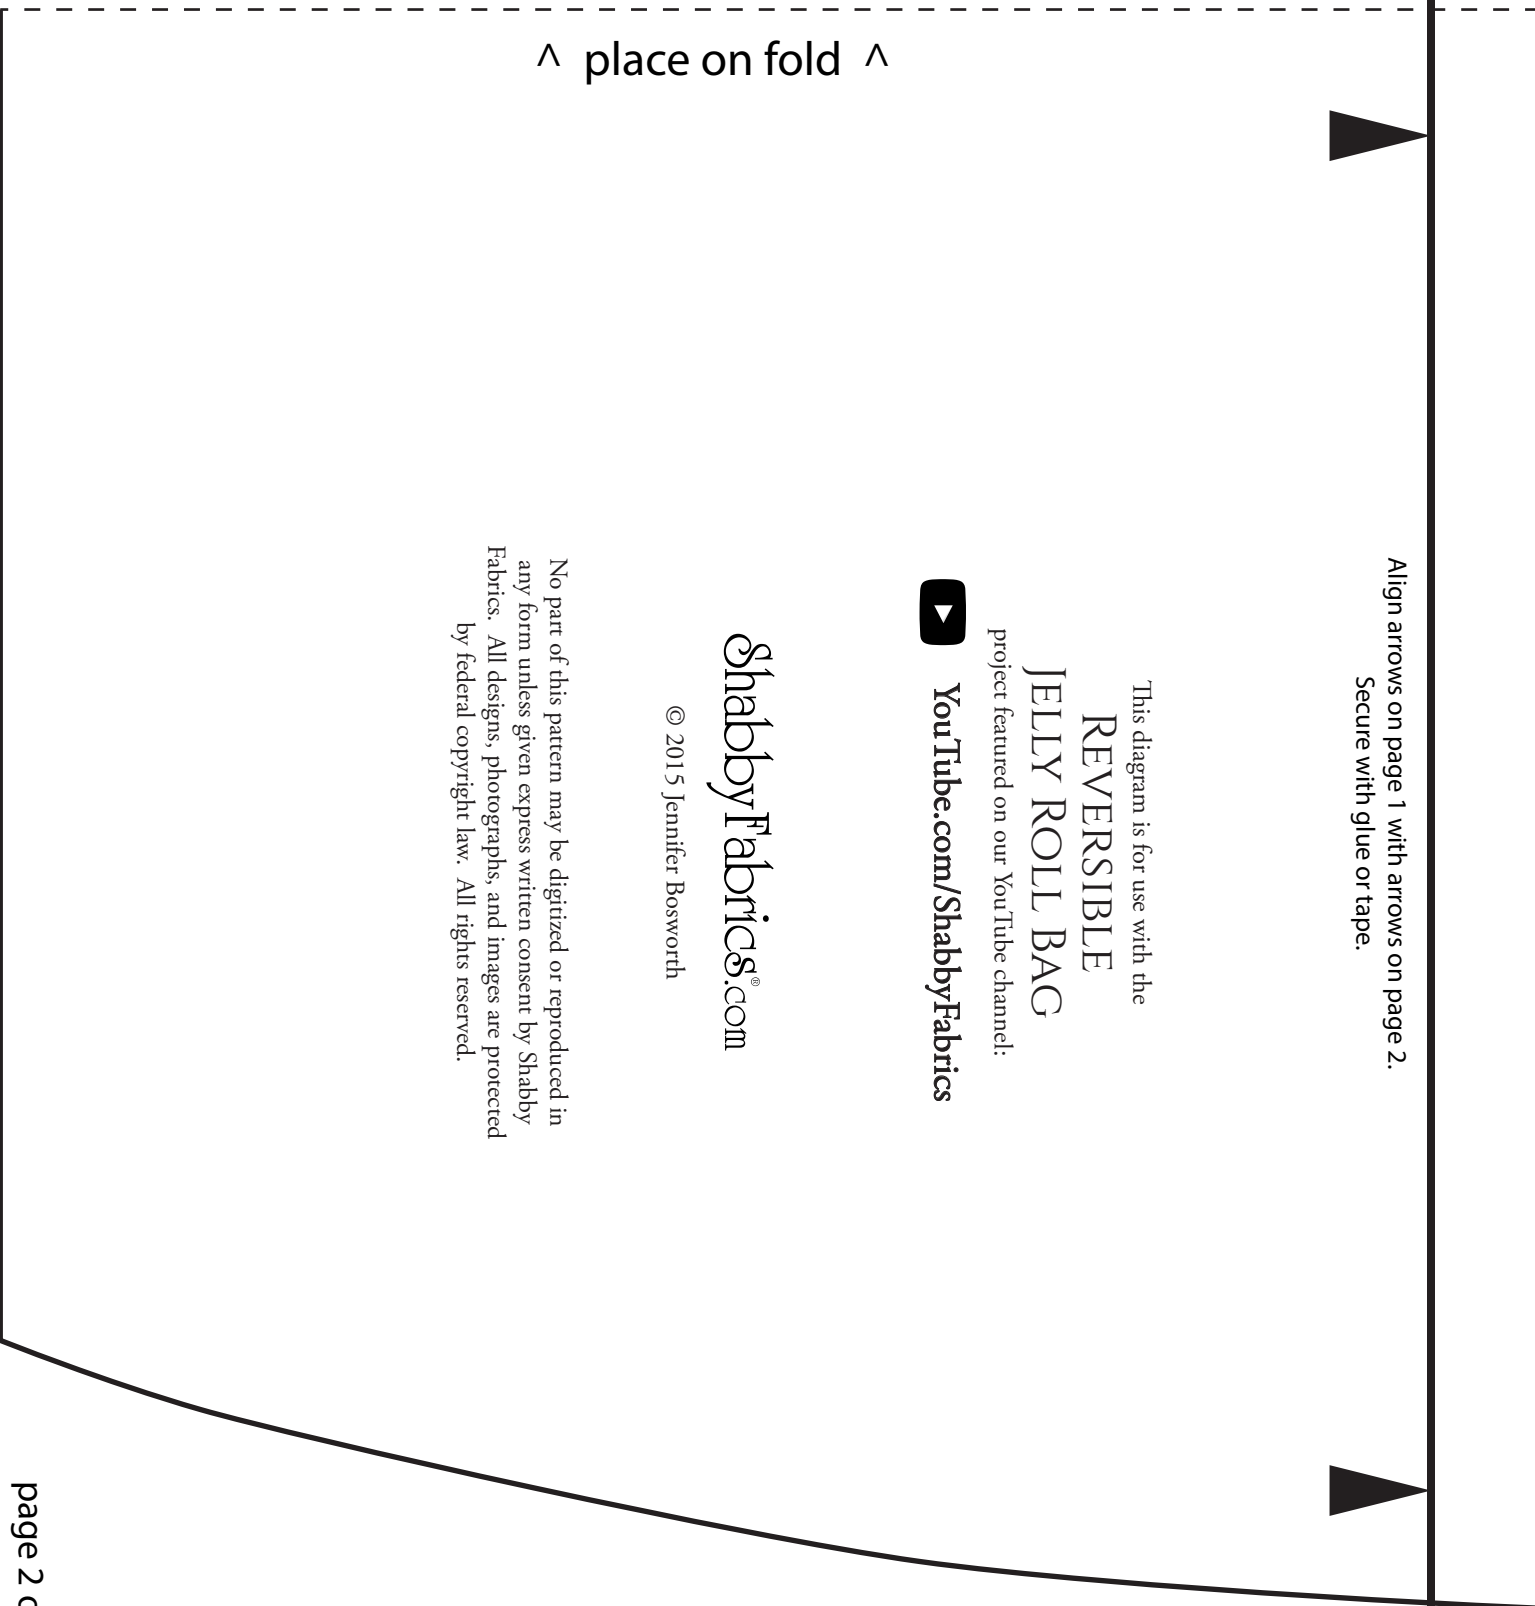 ^ place on fold ^
Align arrows on page 1 with arrows on page 2.
Secure with glue or tape.
This diagram is for use with the
REVERSIBLE
JELLY ROLL BAG
project featured on our YouTube channel:
YouTube.com/ShabbyFabrics
ShabbyFabrics®.com
© 2015 Jennifer Bosworth
No part of this pattern may be digitized or reproduced in
any form unless given express written consent by Shabby
Fabrics. All designs, photographs, and images are protected
by federal copyright law. All rights reserved.
page 2